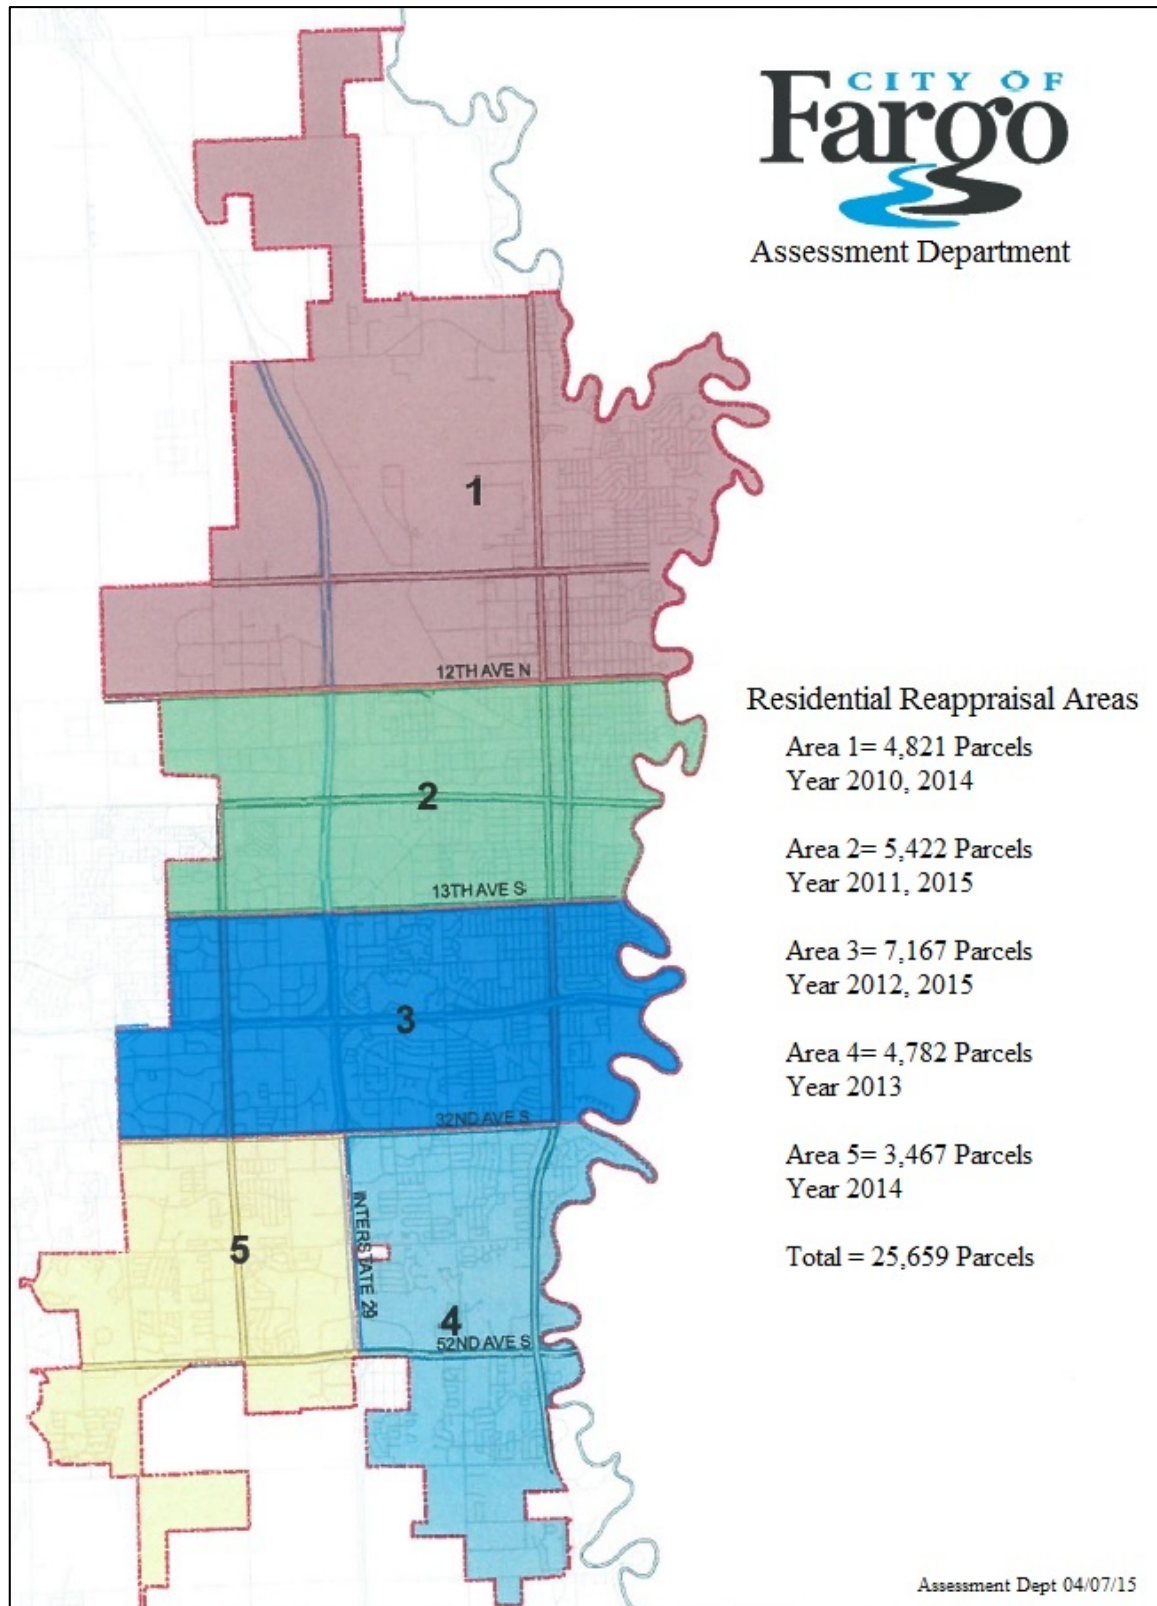 CITY OF
Fargo
Assessment Department
1
12TH AVE N
2
13TH AVE S
3
32ND AVE S
5
INTERSTATE 29
4
52ND AVE S
Residential Reappraisal Areas
Area 1= 4,821 Parcels
Year 2010, 2014
Area 2= 5,422 Parcels
Year 2011, 2015
Area 3= 7,167 Parcels
Year 2012, 2015
Area 4= 4,782 Parcels
Year 2013
Area 5= 3,467 Parcels
Year 2014
Total = 25,659 Parcels
Assessment Dept 04/07/15